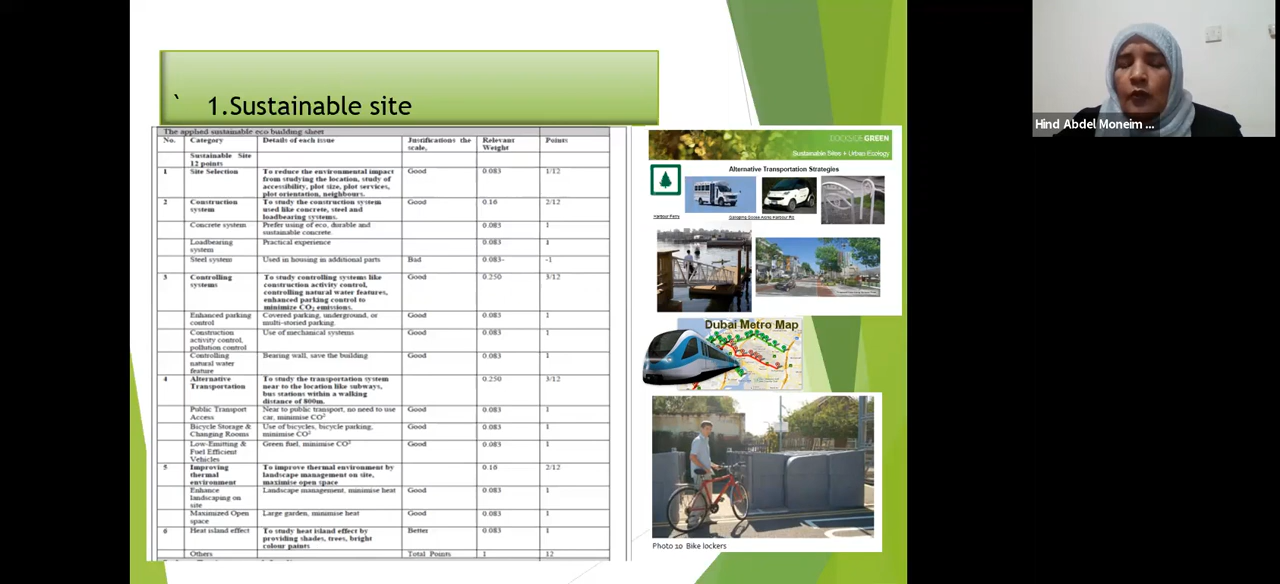 ` 1.Sustainable site
The applied sustainable eco building sheet
No. Category Details of each issue Justifications the scale, Relevant Weight Points
Sustainable Site 12 points
1 Site Selection To reduce the environmental impact from studying the location, study of accessibility, plot size, plot services, plot orientation, neighbours. Good 0.083 1/12
2 Construction system To study the construction system used like concrete, steel and loadbearing systems. Good 0.16 2/12
Concrete system Prefer using of eco, durable and sustainable concrete. 0.083 1
Loadbearing system Practical experience 0.083 1
Steel system Used in housing in additional parts Bad 0.083- -1
3 Controlling systems To study controlling systems like construction activity control, controlling natural water features, enhanced parking control to minimize CO₂ emissions. Good 0.250 3/12
Enhanced parking control Covered parking, underground, or multi-storied parking. Good 0.083 1
Construction activity control, pollution control Use of mechanical systems Good 0.083 1
Controlling natural water feature Bearing wall, save the building Good 0.083 1
4 Alternative Transportation To study the transportation system near to the location like subways, bus stations within a walking distance of 800m. 0.250 3/12
Public Transport Access Near to public transport, no need to use car, minimise CO² Good 0.083 1
Bicycle Storage & Changing Rooms Use of bicycles, bicycle parking, minimise CO² Good 0.083 1
Low-Emitting & Fuel Efficient Vehicles Green fuel, minimise CO² Good 0.083 1
5 Improving thermal environment To improve thermal environment by landscape management on site, maximise open space 0.16 2/12
Enhance landscaping on site Landscape management, minimise heat Good 0.083 1
Maximized Open space Large garden, minimise heat Good 0.083 1
6 Heat island effect To study heat island effect by providing shades, trees, bright colour paints Better 0.083 1
Others Total Points 1 12
GREEN
Sustainable Sites + Urban Ecology
Alternative Transportation Strategies
Harbour Ferry
Dubai Metro Map
Photo 10 Bike lockers
Hind Abdel Moneim ...